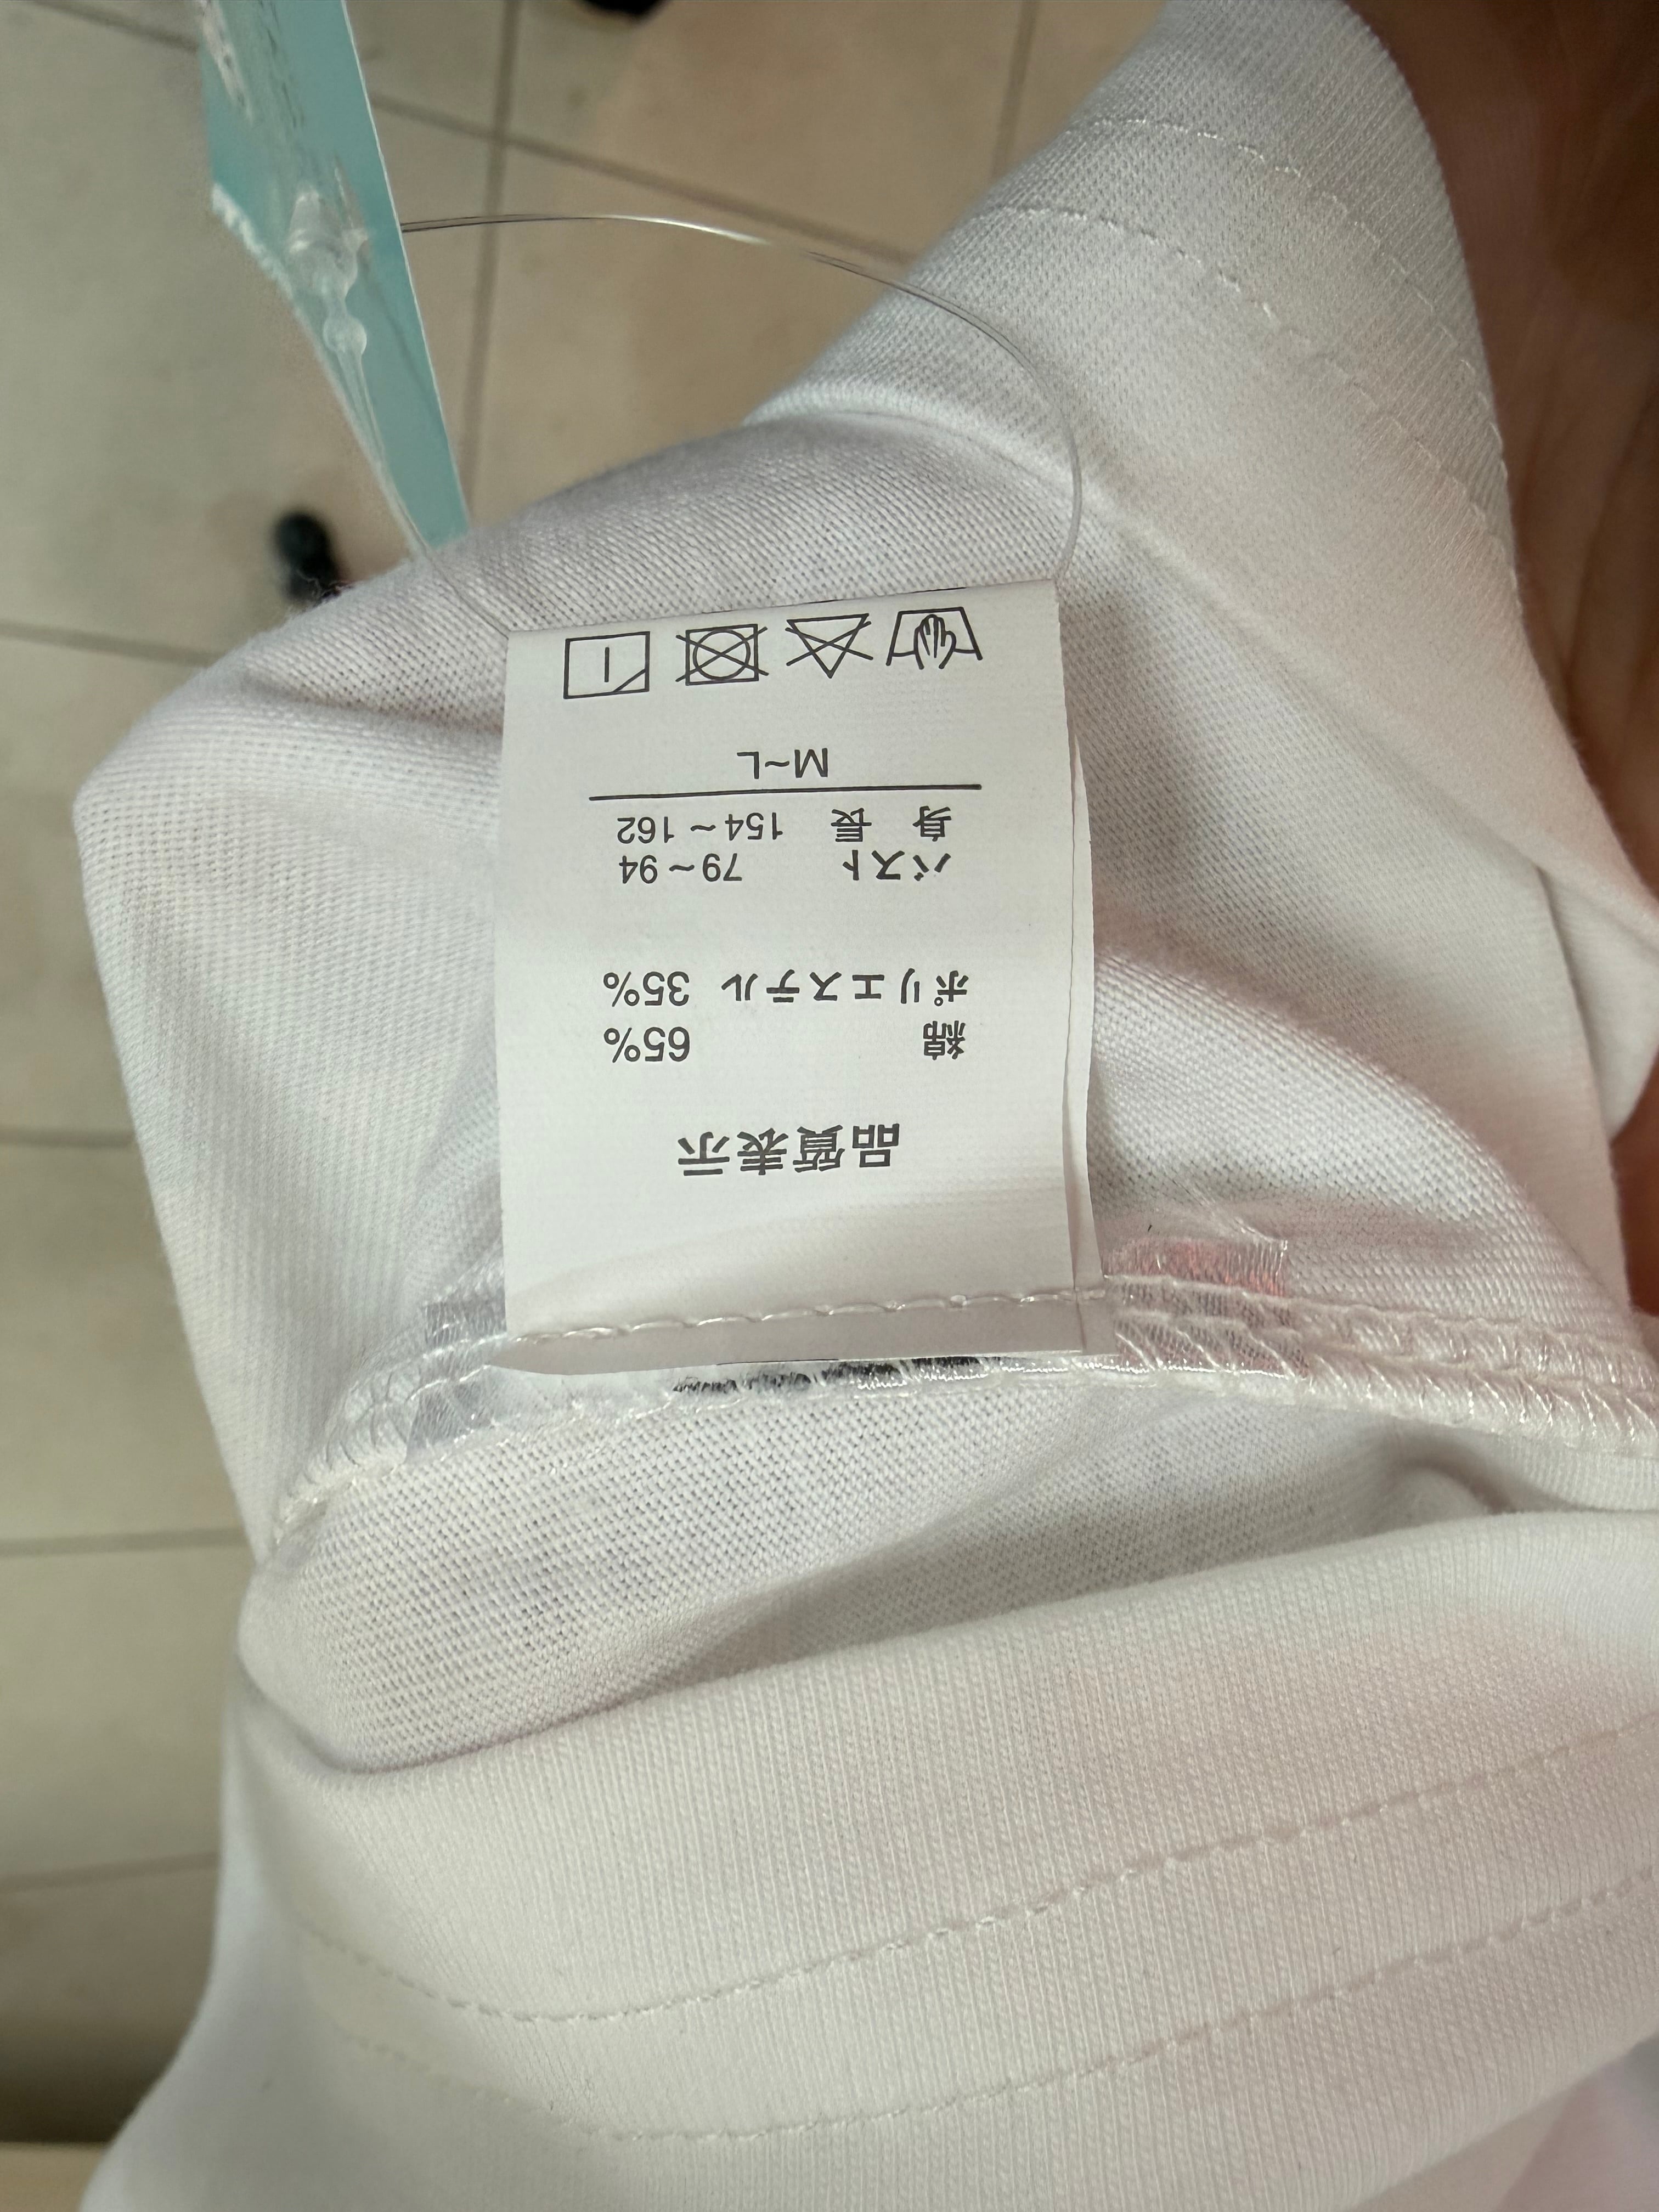 品質表示
綿 65%
ポリエステル 35%
バスト 79~94
身 長 154~162
M~L